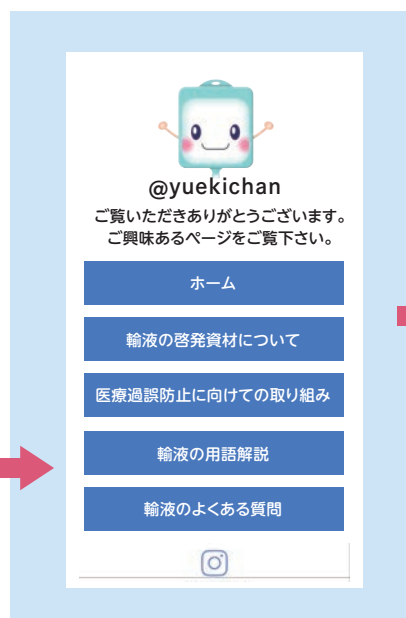 @yuekichan
ご覧いただきありがとうございます。
ご興味あるページをご覧下さい。
ホーム
輸液の啓発資材について
医療過誤防止に向けての取り組み
輸液の用語解説
輸液のよくある質問